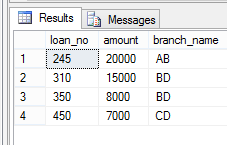 Results Messages
loan_no amount branch_name
1 245 20000 AB
2 310 15000 BD
3 350 8000 BD
4 450 7000 CD